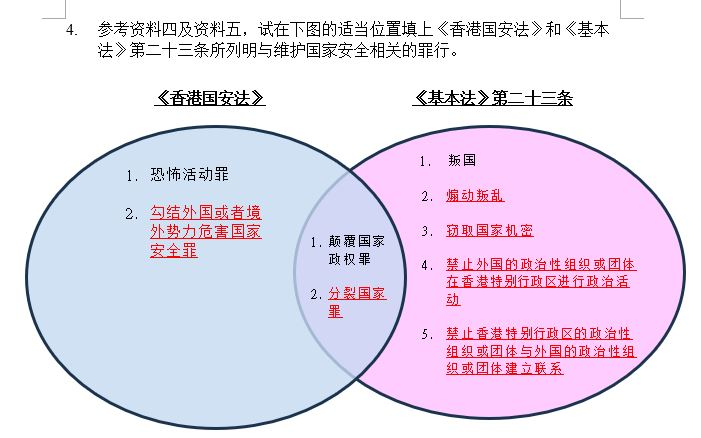 4. 参考资料四及资料五，试在下图的适当位置填上《香港国安法》和《基本
法》第二十三条所列明与维护国家安全相关的罪行。
《香港国安法》
《基本法》第二十三条
1. 恐怖活动罪
2. 勾结外国或者境
外势力危害国家
安全罪
1. 颠覆国家
政权罪
2. 分裂国家
罪
1. 叛国
2. 煽动叛乱
3. 窃取国家机密
4. 禁止外国的政治性组织或团体
在香港特别行政区进行政治活
动
5. 禁止香港特别行政区的政治性
组织或团体与外国的政治性组
织或团体建立联系